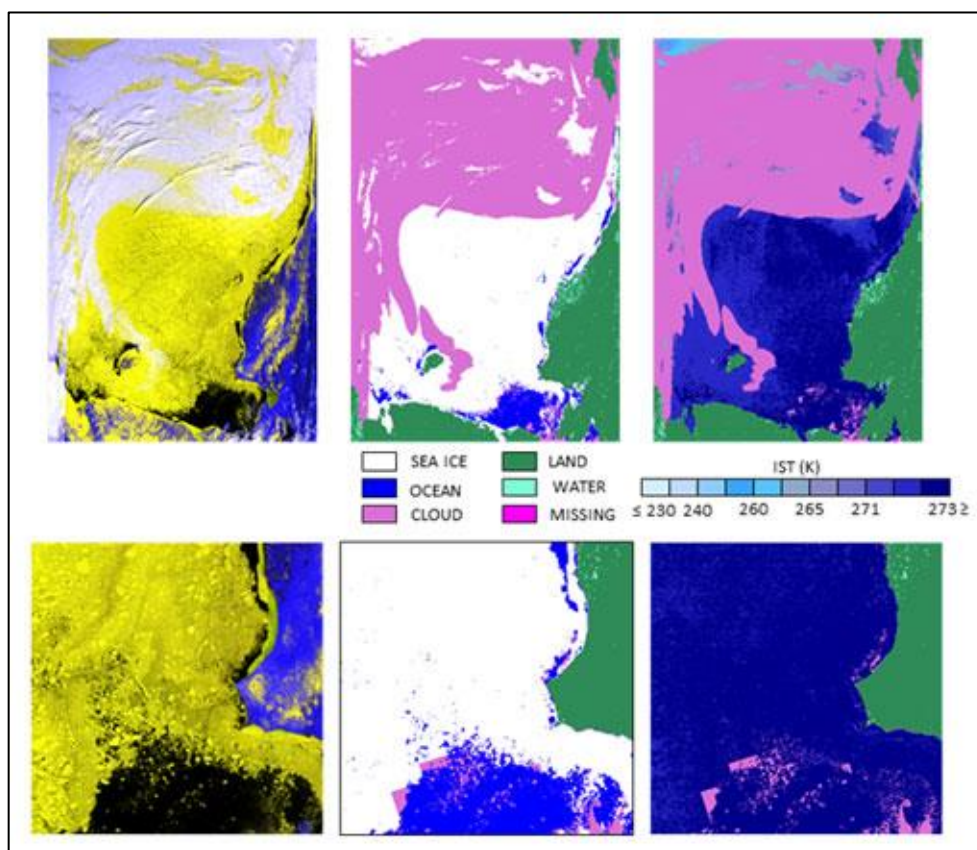 SEA ICE LAND IST (K)
OCEAN WATER
≤ 230 240 260 265 271 273 ≥
CLOUD MISSING